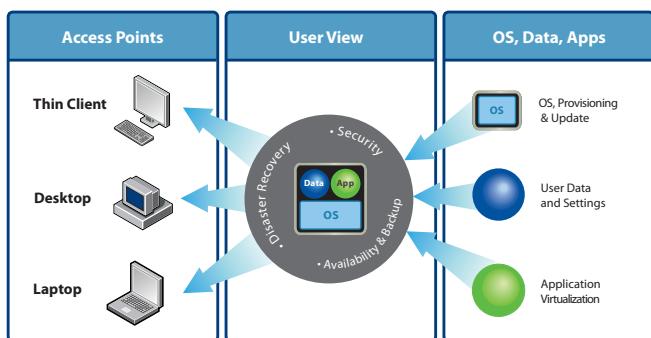 Access Points
User View
OS, Data, Apps
Thin Client
Desktop
Laptop
• Disaster Recovery
• Security
• Availability & Backup
Data
App
OS
OS
OS, Provisioning
& Update
User Data
and Settings
Application
Virtualization